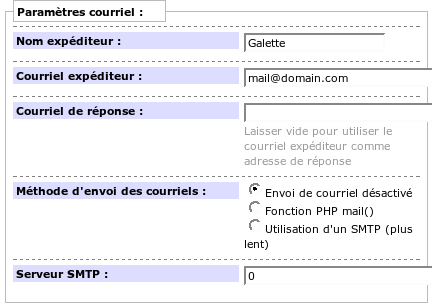 Paramètres courriel :
Nom expéditeur : Galette
Courriel expéditeur : mail@domain.com
Courriel de réponse :
Laisser vide pour utiliser le
courriel expéditeur comme
adresse de réponse
Méthode d'envoi des courriels : Envoi de courriel désactivé
Fonction PHP mail()
Utilisation d'un SMTP (plus
lent)
Serveur SMTP : 0